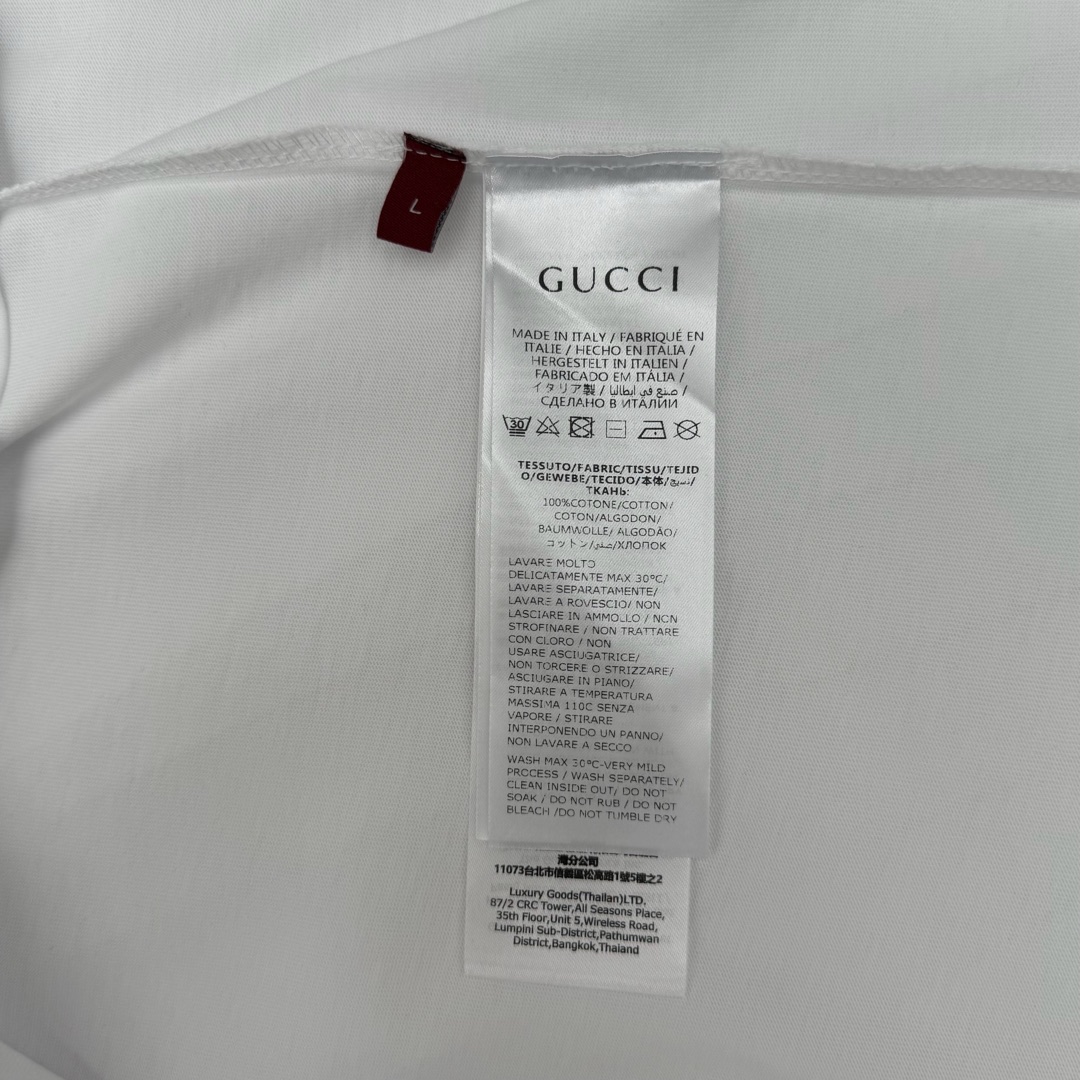 L
GUCCI
MADE IN ITALY / FABRIQUÉ EN
ITALIE / HECHO EN ITALIA /
HERGESTELT IN ITALIEN /
FABRICADO EM ITÁLIA /
イタリア製 / صنع في ايطاليا /
СДЕЛАНО В ИТАЛИИ
30
TESSUTO/FABRIC/TISSU/TEJID
O/GEWEBE/TECIDO/本体/نسيج/
ТКАНЬ:
100%COTONE/COTTON/
COTON/ALGODON/
BAUMWOLLE/ ALGODÃO/
コットン/صفني/ХЛОПОК
LAVARE MOLTO
DELICATAMENTE MAX 30°C/
LAVARE SEPARATAMENTE/
LAVARE A ROVESCIO/ NON
LASCIARE IN AMMOLLO / NON
STROFINARE / NON TRATTARE
CON CLORO / NON
USARE ASCIUGATRICE/
NON TORCERE O STRIZZARE/
ASCIUGARE IN PIANO/
STIRARE A TEMPERATURA
MASSIMA 110C SENZA
VAPORE / STIRARE
INTERPONENDO UN PANNO/
NON LAVARE A SECCO
WASH MAX 30°C-VERY MILD
PROCESS / WASH SEPARATELY/
CLEAN INSIDE OUT/ DO NOT
SOAK / DO NOT RUB / DO NOT
BLEACH /DO NOT TUMBLE DRY
灣分公司
11073台北市信義區松高路1號5樓之2
Luxury Goods(Thailan)LTD.
87/2 CRC Tower,All Seasons Place,
35th Floor,Unit 5,Wireless Road,
Lumpini Sub-District,Pathumwan
District,Bangkok,Thailand